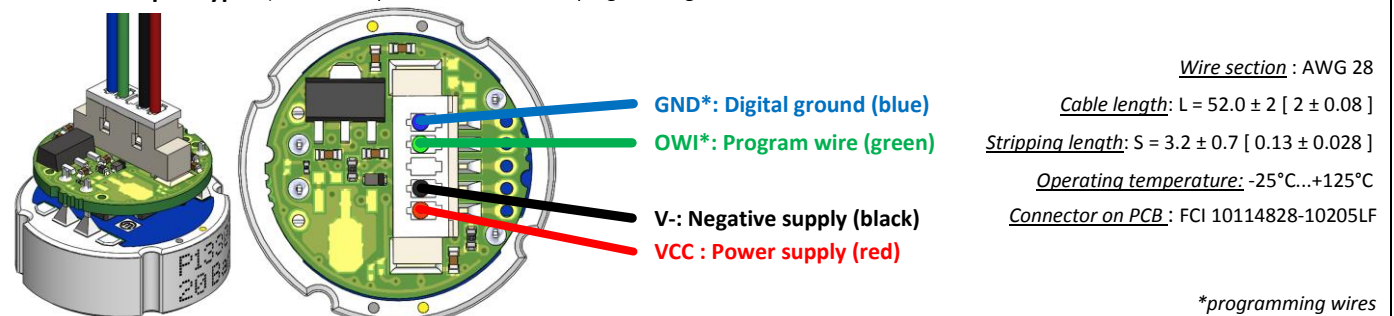 GND*: Digital ground (blue)
OWI*: Program wire (green)
V-: Negative supply (black)
VCC : Power supply (red)
Wire section : AWG 28
Cable length: L = 52.0 ± 2 [ 2 ± 0.08 ]
Stripping length: S = 3.2 ± 0.7 [ 0.13 ± 0.028 ]
Operating temperature: -25°C...+125°C
Connector on PCB : FCI 10114828-10205LF
*programming wires